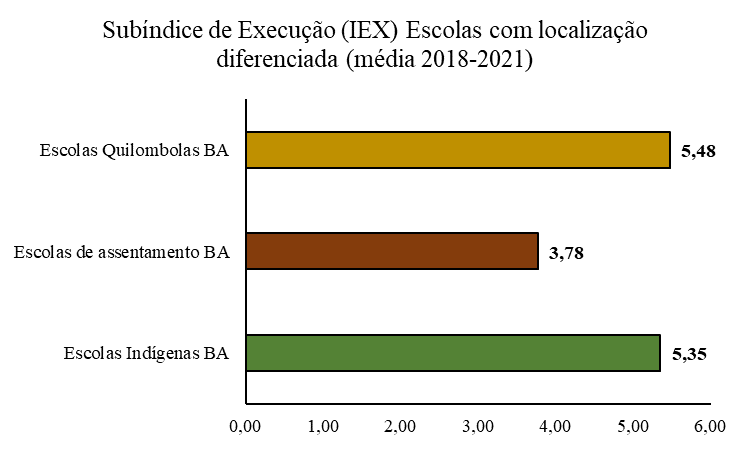 Subíndice de Execução (IEX) Escolas com localização
diferenciada (média 2018-2021)
Escolas Quilombolas BA
5,48
Escolas de assentamento BA
3,78
Escolas Indígenas BA
5,35
0,00 1,00 2,00 3,00 4,00 5,00 6,00